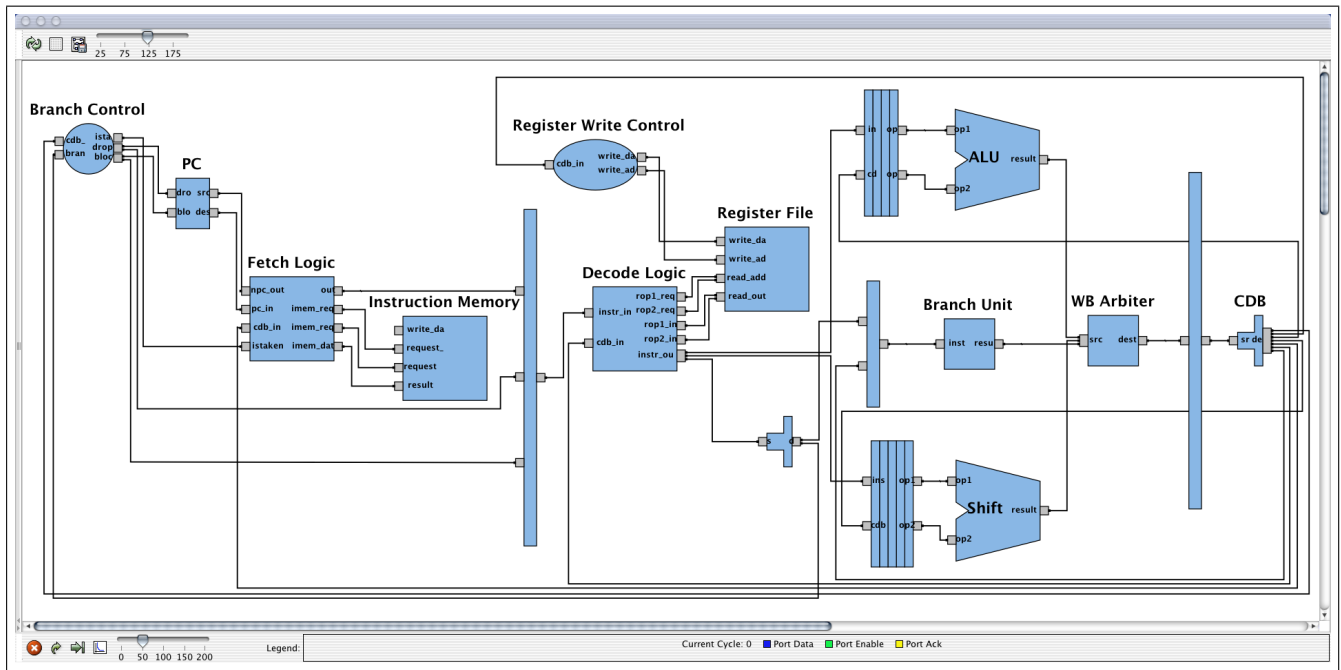 25 75 125 175
Branch Control
cdb_ ista
drop
bran bloc
PC
dro src
blo des
Fetch Logic
npc_out out
pc_in imem_req
cdb_in imem_req
istaken imem_dat
Instruction Memory
write_da
request_
request
result
Register Write Control
cdb_in write_da
write_ad
Register File
write_da
write_ad
read_add
read_out
Decode Logic
rop1_req
instr_in rop2_req
rop1_in
cdb_in rop2_in
instr_ou
s d
in op
cd op
op1
ALU result
op2
Branch Unit
inst resu
WB Arbiter
src dest
CDB
sr de
ins op1
cdb op2
op1
Shift result
op2
0 50 100 150 200
Legend: Current Cycle: 0 Port Data Port Enable Port Ack